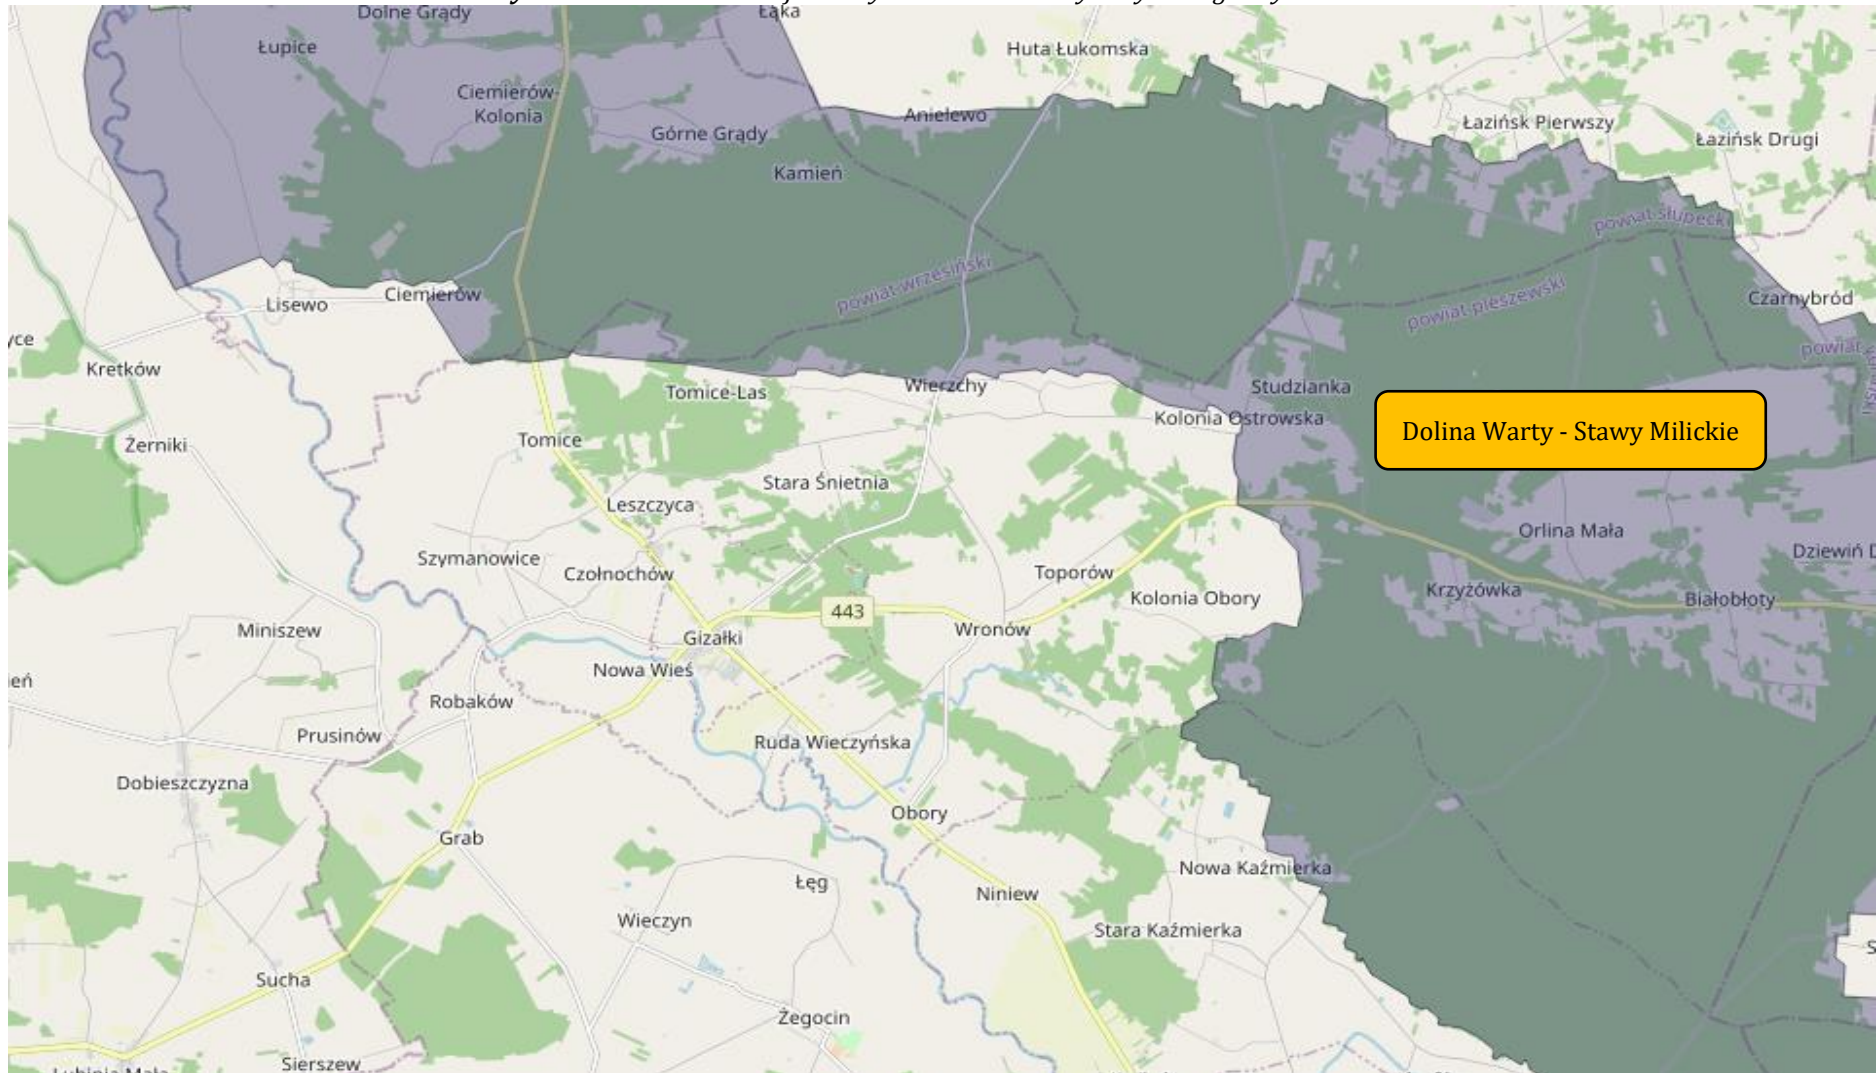 Dolne Grądy
Łąka
Łupice
Huta Łukomska
Ciemierów-
Kolonia
Anielewo
Górne Grądy
Łazińsk Pierwszy
Łazińsk Drugi
Kamień
powiat słupecki
powiat wrzesiński
powiat pleszewski
Lisewo
Ciemierów
Czarnybród
powiat
Kretków
Tomice-Las
Wierzchy
Studzianka
Kolonia Ostrowska
Dolina Warty - Stawy Milickie
Żerniki
Tomice
Stara Śnietnia
Leszczyca
Orlina Mała
Szymanowice
Czołnochów
Toporów
Dziewiń D
Krzyżówka
Białobłoty
Kolonia Obory
443
Miniszew
Gizałki
Wronów
Nowa Wieś
Robaków
Prusinów
Ruda Wieczyńska
Dobieszczyzna
Obory
Grab
Łęg
Nowa Kaźmierka
Niniew
Wieczyn
Stara Kaźmierka
Sucha
Żegocin
Sierszew